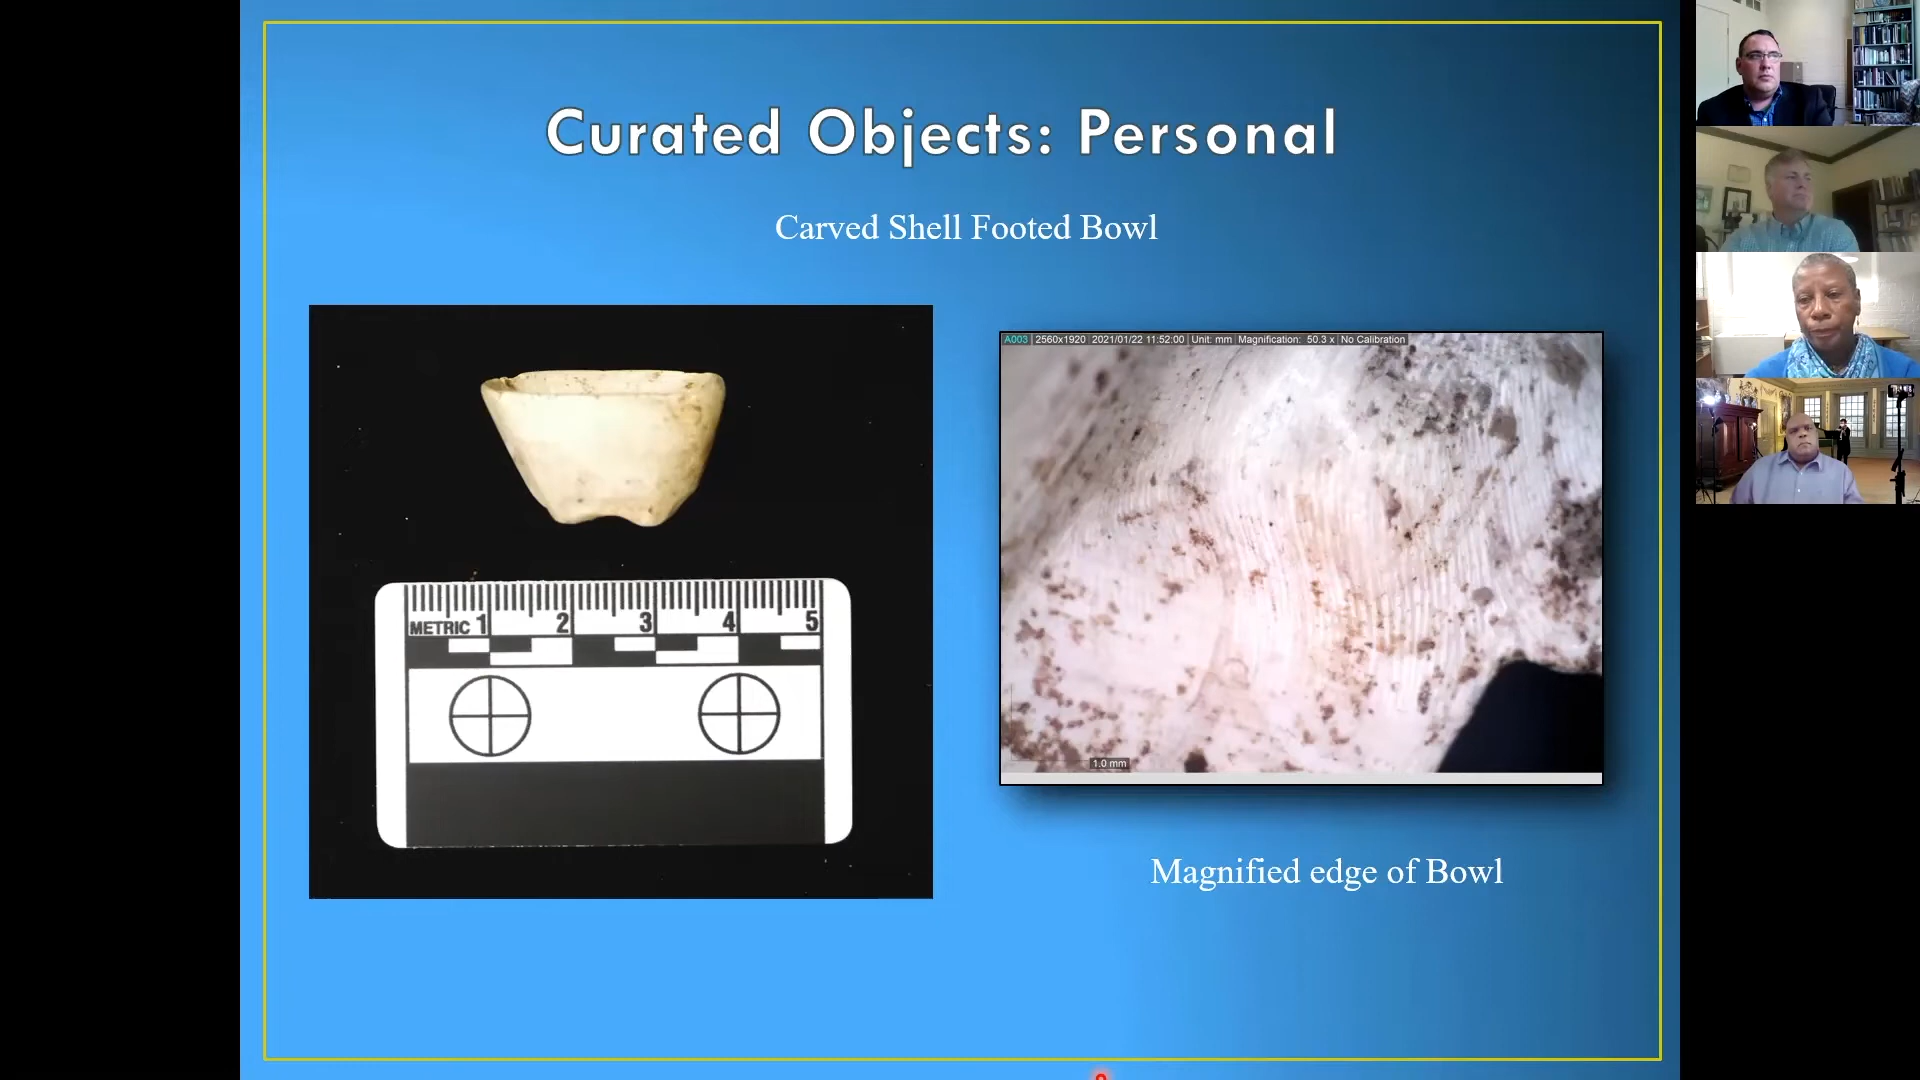 Curated Objects: Personal
Carved Shell Footed Bowl
METRIC 1 2 3 4 5
A003 2560x1920 2021/01/22 11:52:00 Unit: mm Magnification: 50.3 x No Calibration
1.0 mm
Magnified edge of Bowl